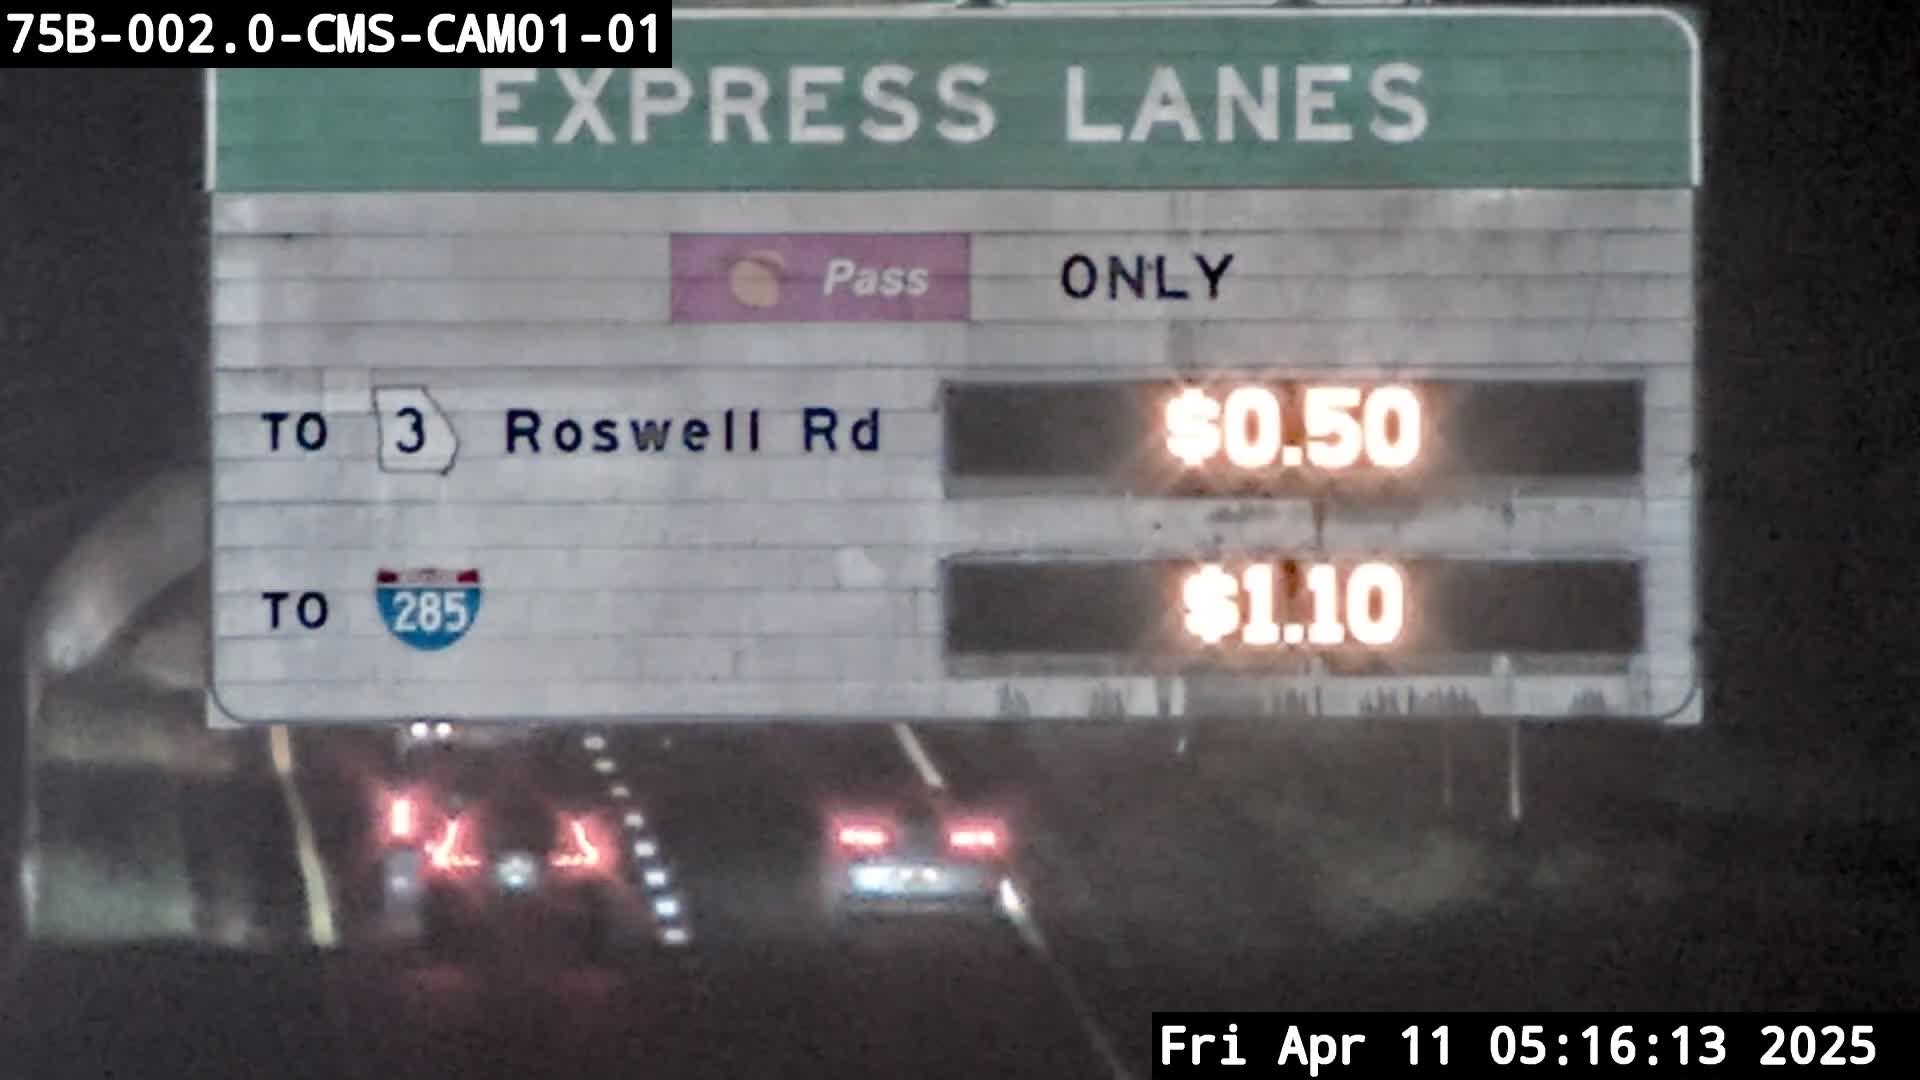 75B-002.0-CMS-CAM01-01
EXPRESS LANES
Pass ONLY
TO 3 Roswell Rd $0.50
TO 285 $1.10
Fri Apr 11 05:16:13 2025